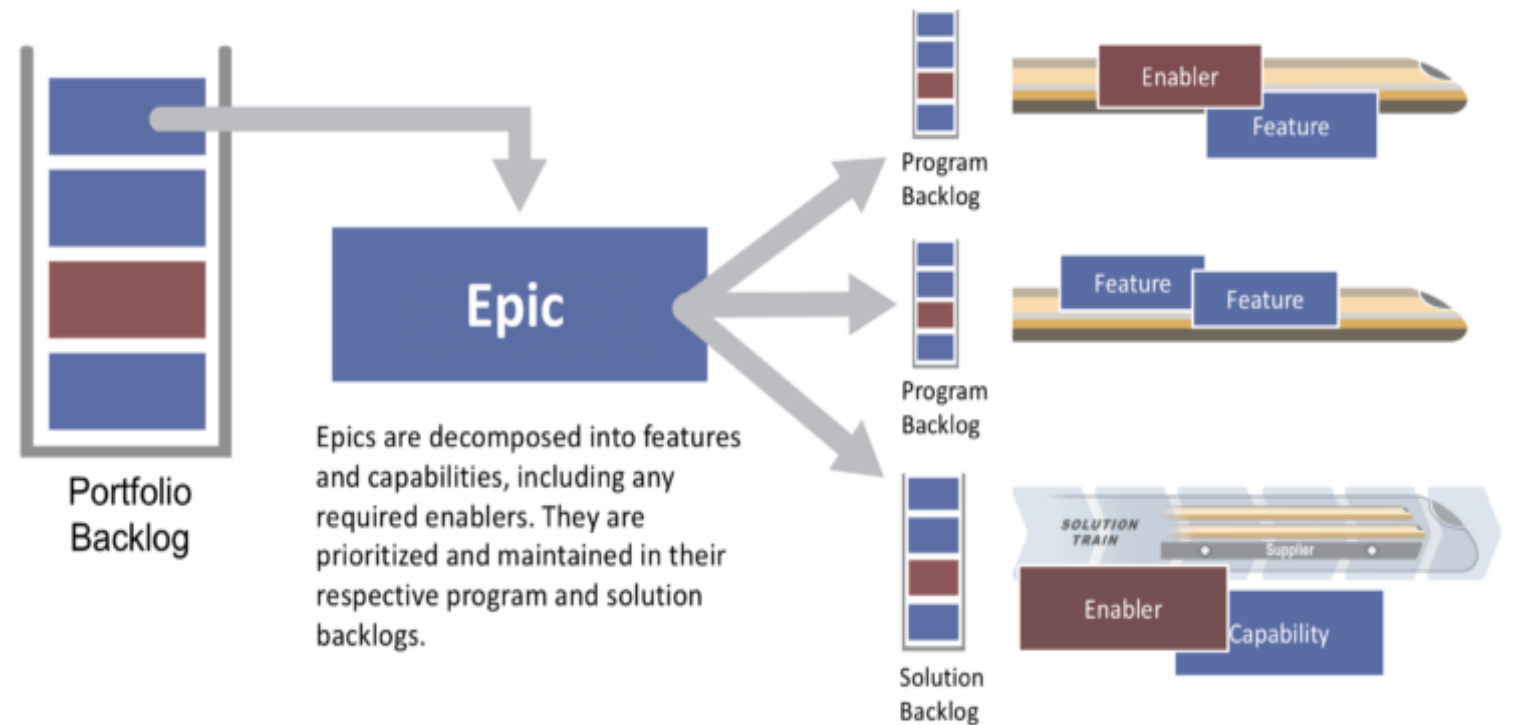 Portfolio
Backlog
Epic
Epics are decomposed into features
and capabilities, including any
required enablers. They are
prioritized and maintained in their
respective program and solution
backlogs.
Program
Backlog
Enabler
Feature
Program
Backlog
Feature
Feature
Solution
Backlog
SOLUTION
TRAIN
Supplier
Enabler
Capability